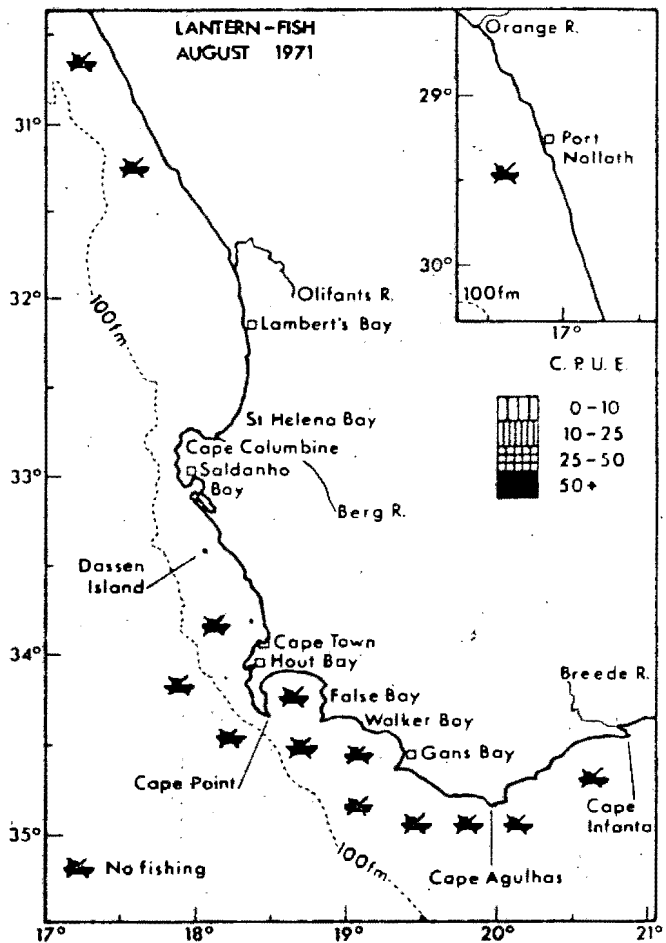 LANTERN-FISH
AUGUST 1971
Orange R.
29°
Port
Nolloth
30°
100fm
17°
31°
32°
33°
34°
35°
100fm
Olifants R.
Lambert's Bay
C.P.U.E.
0-10
10-25
25-50
50+
St Helena Bay
Cape Columbine
Saldanha
Bay
Berg R.
Dassen
Island
Cape Town
Hout Bay
False Bay
Walker Bay
Gans Bay
Breede R.
Cape Point
Cape
Infanta
Cape Agulhas
100fm
No fishing
17°
18°
19°
20°
21°